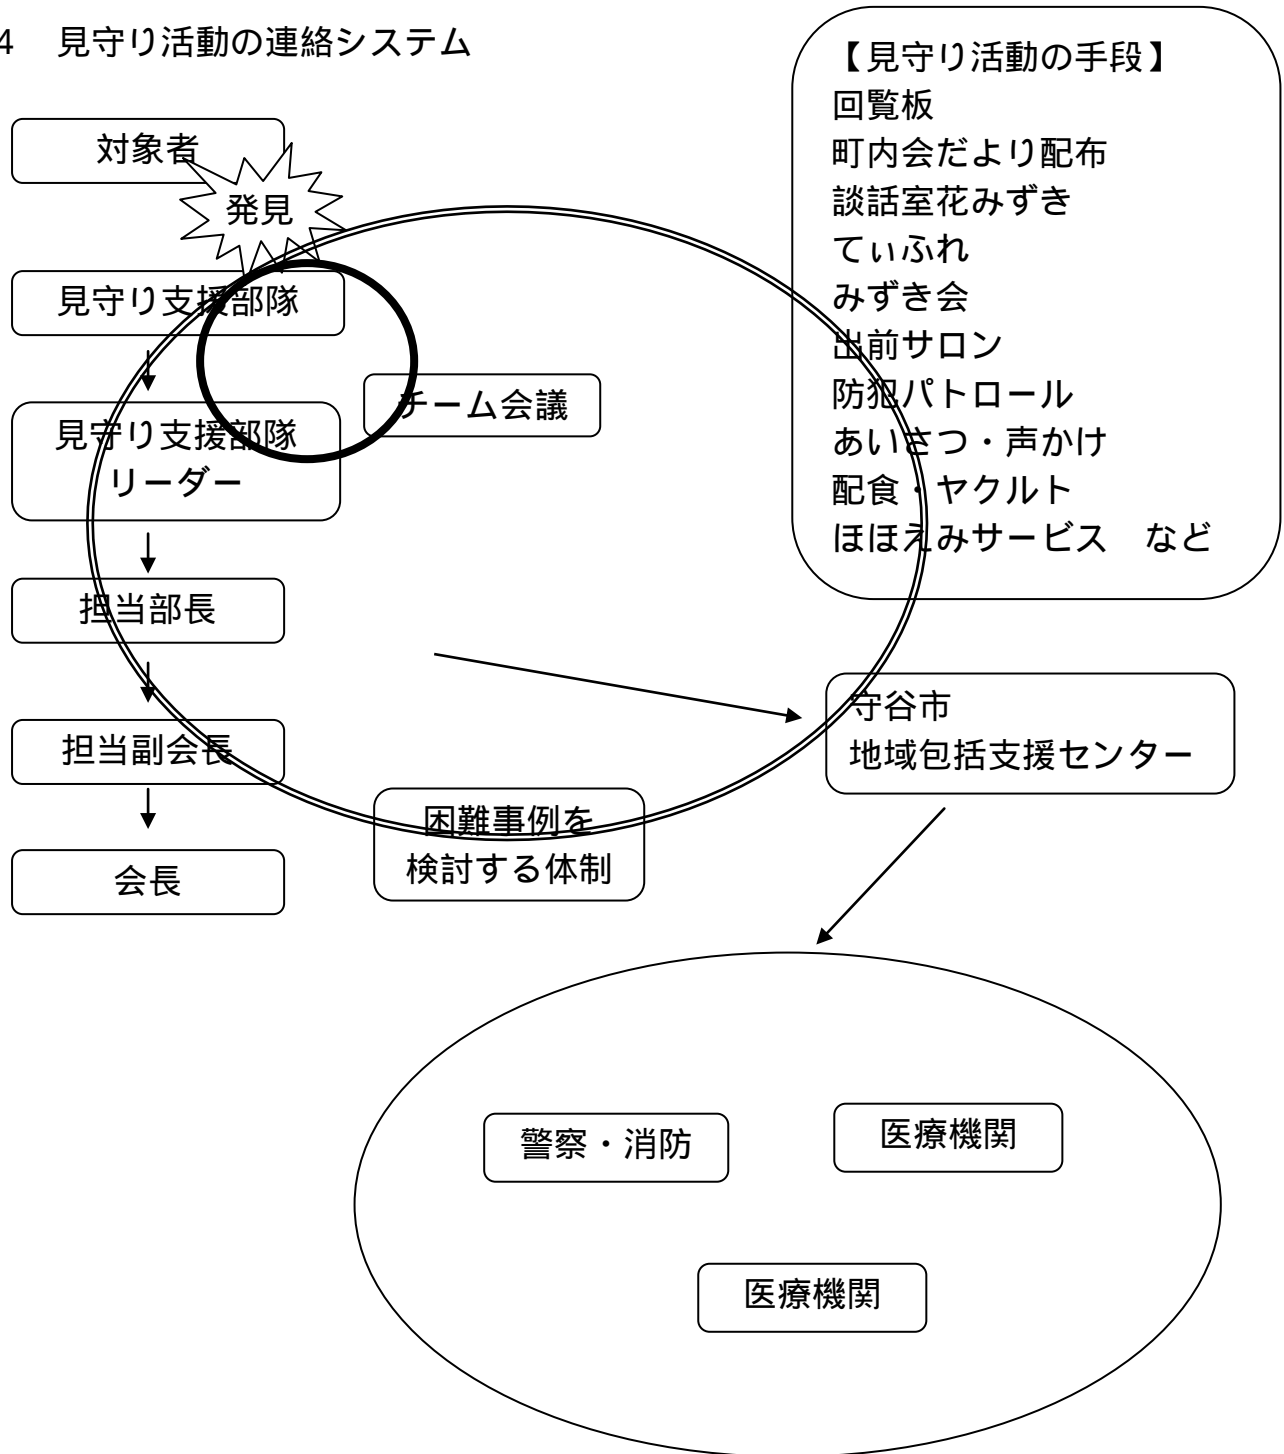 4　見守り活動の連絡システム
【見守り活動の手段】
回覧板
町内会だより配布
談話室花みずき
てぃふれ
みずき会
出前サロン
防犯パトロール
あいさつ・声かけ
配食・ヤクルト
ほほえみサービス　など
対象者
発見
見守り支援部隊
チーム会議
見守り支援部隊
リーダー
担当部長
守谷市
地域包括支援センター
担当副会長
困難事例を
検討する体制
会長
警察・消防
医療機関
医療機関